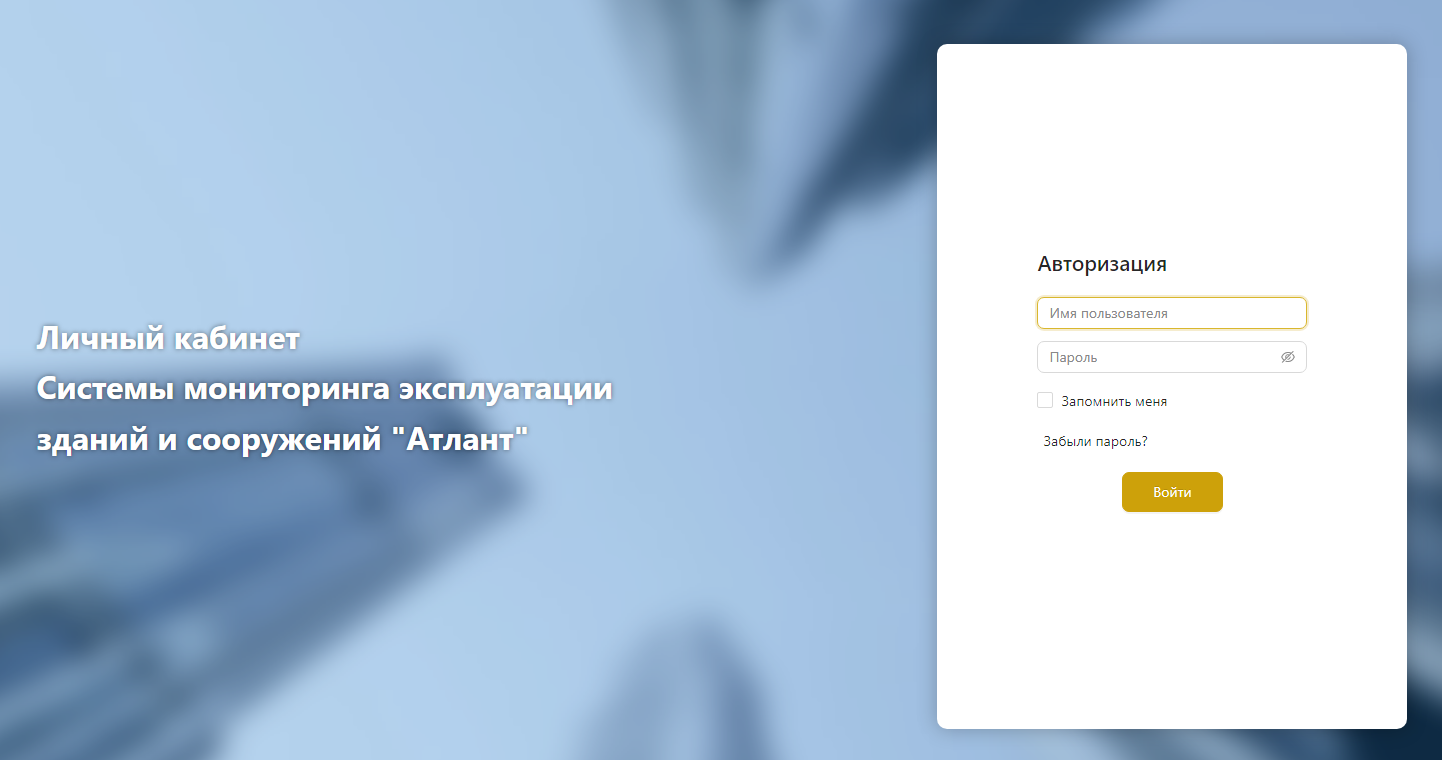 Личный кабинет
Системы мониторинга эксплуатации
зданий и сооружений "Атлант"
Авторизация
Имя пользователя
Пароль
Запомнить меня
Забыли пароль?
Войти